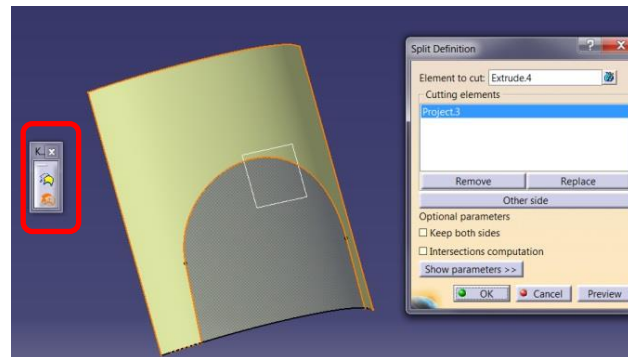 Split Definition
?
X
Element to cut: Extrude.4
Cutting elements
Project.3
Remove
Replace
Other side
Optional parameters
Keep both sides
Intersections computation
Show parameters >>
OK
Cancel
Preview
K...
x